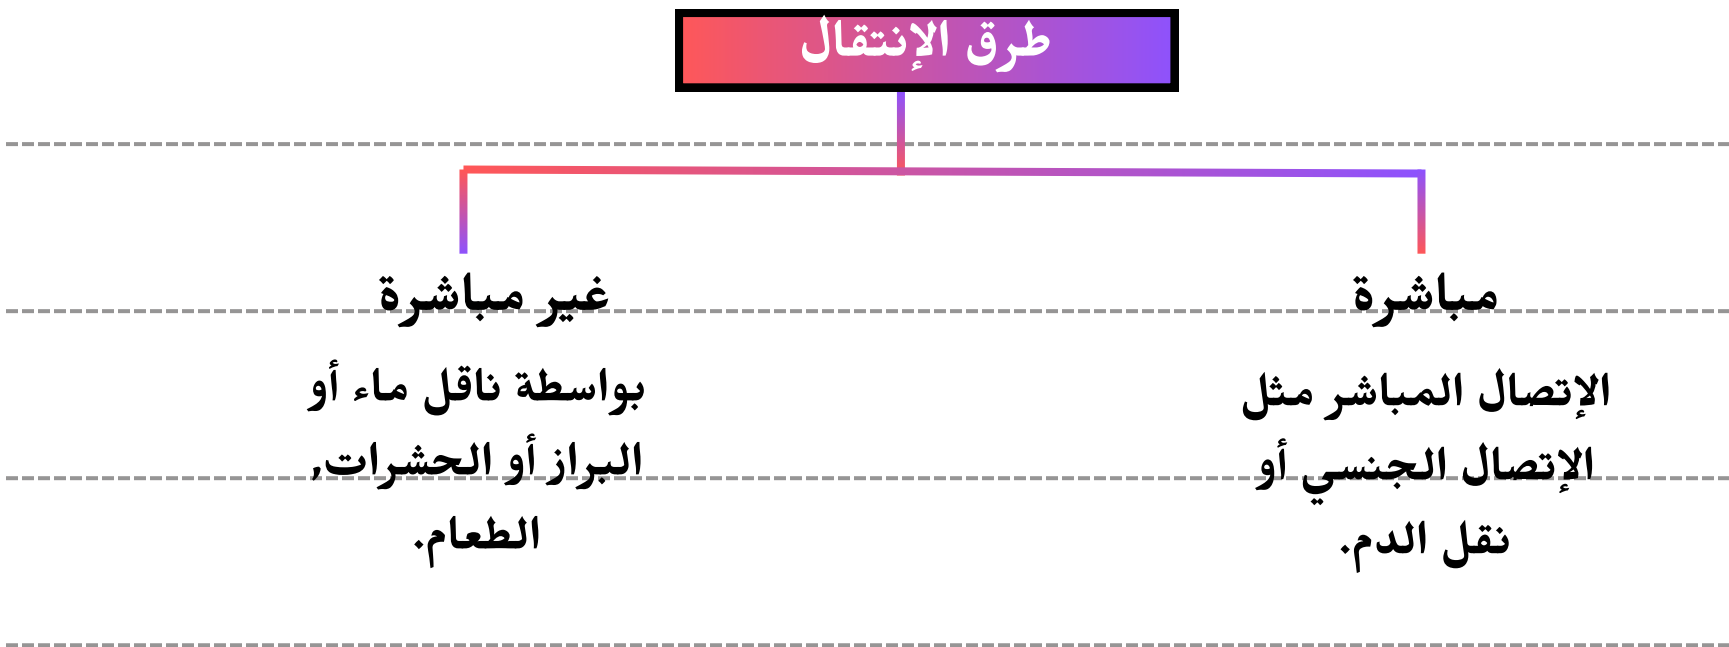 طرق الإنتقال
مباشرة
الإتصال المباشر مثل
الإتصال الجنسي أو
نقل الدم.
غير مباشرة
بواسطة ناقل ماء أو
البراز أو الحشرات,
الطعام.